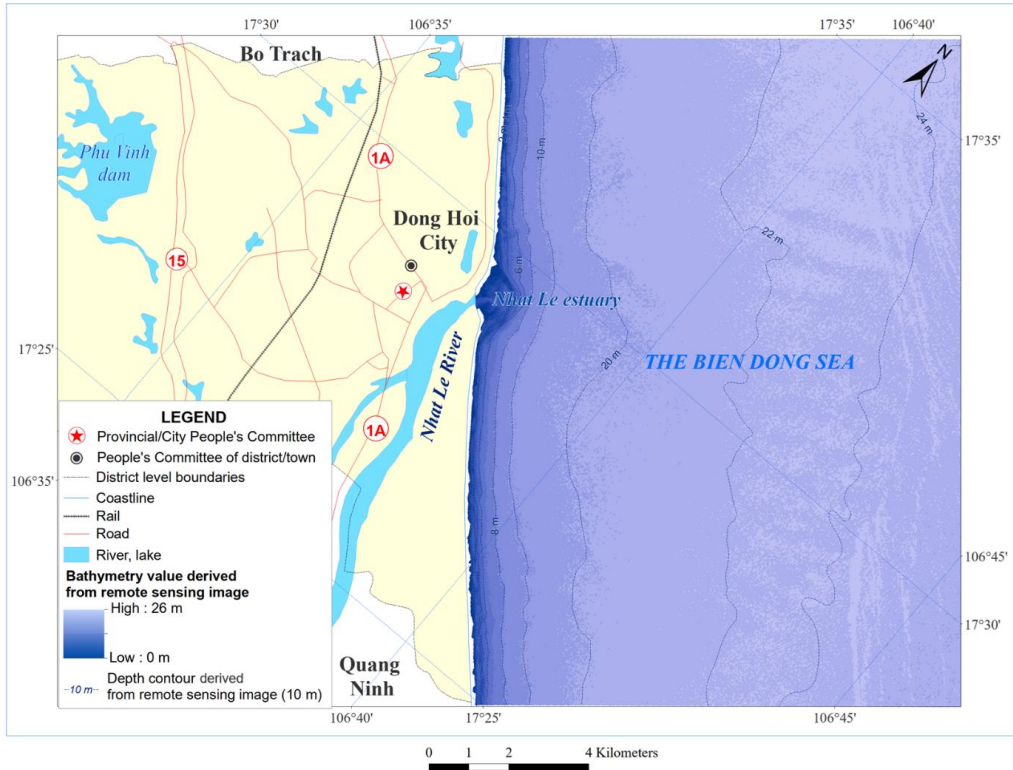 17°30'
106°35'
17°35'
106°40'
Bo Trach
N
24 m
10 m
17°35'
Phu Vinh
dam
1A
Dong Hoi
City
22 m
15
6 m
Nhat Le estuary
17°25'
20 m
THE BIEN DONG SEA
Nhat Le River
LEGEND
Provincial/City People's Committee
1A
People's Committee of district/town
District level boundaries
106°35'
Coastline
Rail
Road
8 m
River, lake
106°45'
Bathymetry value derived
from remote sensing image
High : 26 m
17°30'
Low : 0 m
Quang
Ninh
Depth contour derived
10 m
from remote sensing image (10 m)
106°40'
17°25'
106°45'
0 1 2 4 Kilometers